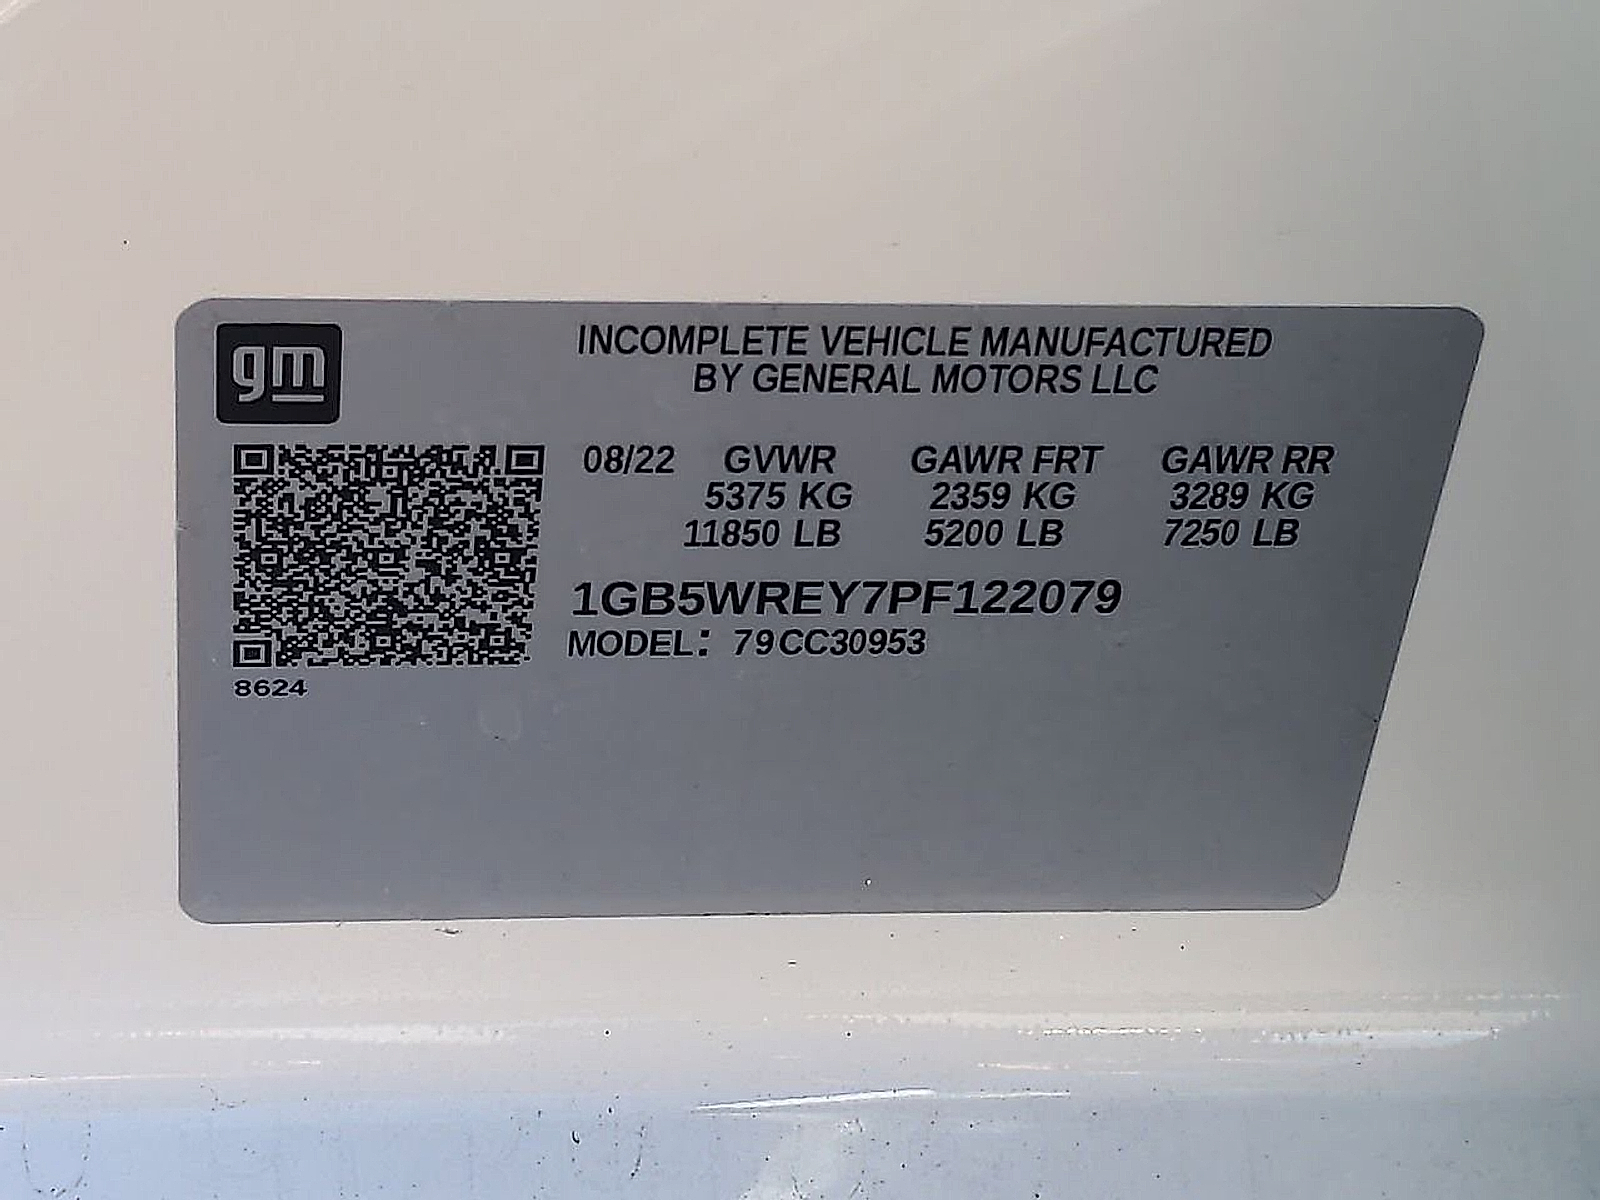 gm
INCOMPLETE VEHICLE MANUFACTURED
BY GENERAL MOTORS LLC
08/22 GVWR GAWR FRT GAWR RR
5375 KG 2359 KG 3289 KG
11850 LB 5200 LB 7250 LB
1GB5WREY7PF122079
MODEL: 79CC30953
8624